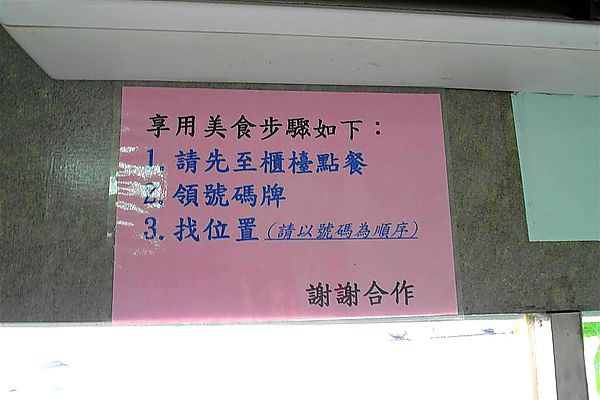 享用美食步驟如下：
1. 請先至櫃檯點餐
2. 領號碼牌
3. 找位置(請以號碼為順序)
謝謝合作